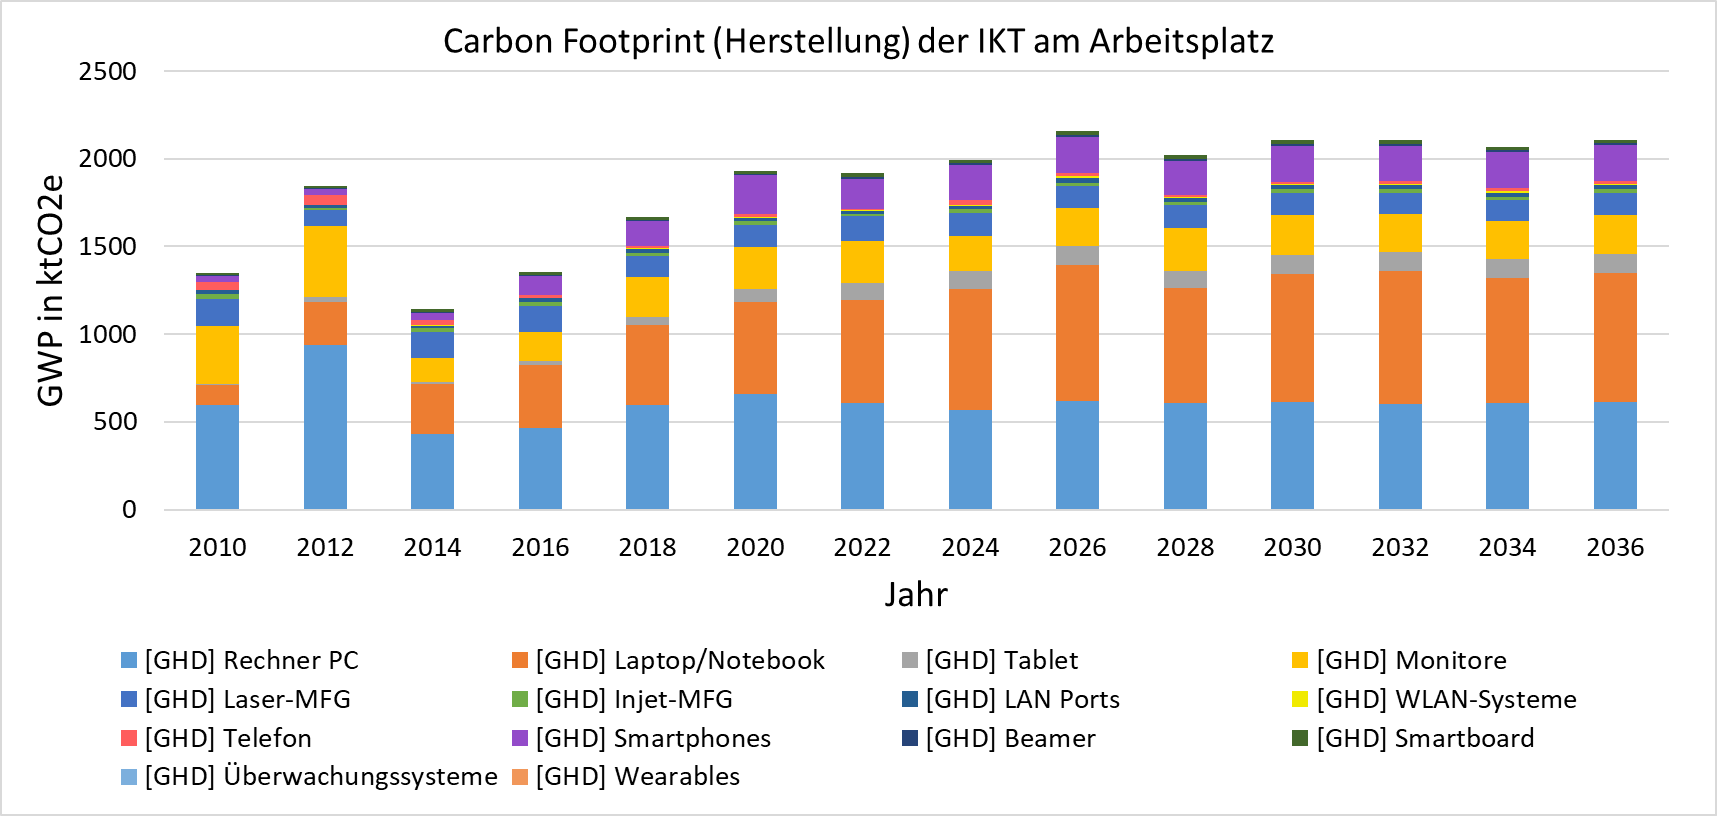 Carbon Footprint (Herstellung) der IKT am Arbeitsplatz
GWP in ktCO2e
2500
2000
1500
1000
500
0
2010 2012 2014 2016 2018 2020 2022 2024 2026 2028 2030 2032 2034 2036
Jahr
[GHD] Rechner PC [GHD] Laptop/Notebook [GHD] Tablet [GHD] Monitore
[GHD] Laser-MFG [GHD] Injet-MFG [GHD] LAN Ports [GHD] WLAN-Systeme
[GHD] Telefon [GHD] Smartphones [GHD] Beamer [GHD] Smartboard
[GHD] Überwachungssysteme [GHD] Wearables